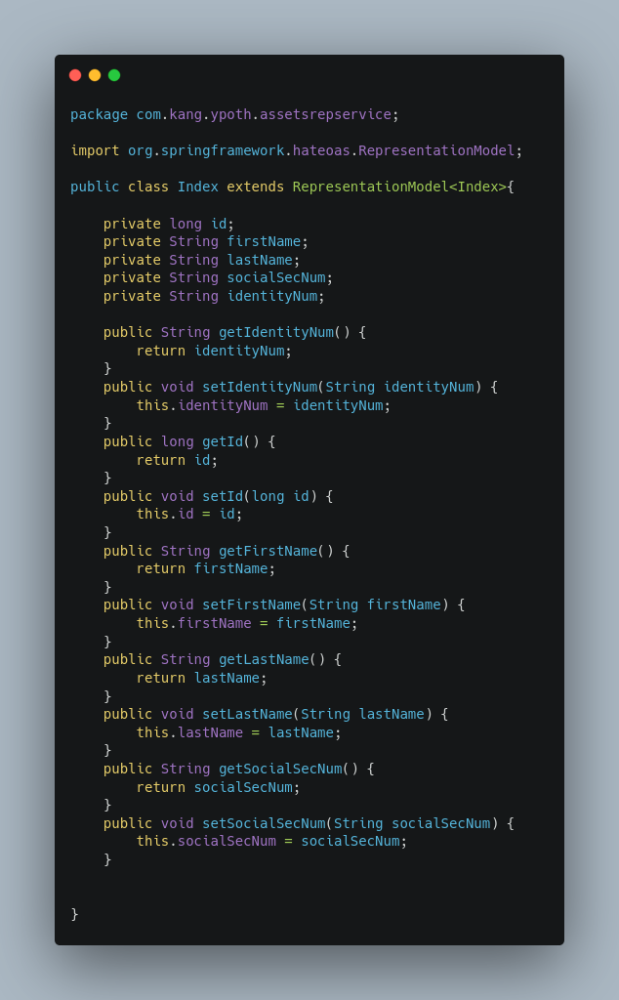 package com.kang.ypoth.assetsrepservice;
import org.springframework.hateoas.RepresentationModel;
public class Index extends RepresentationModel<Index>{
private long id;
private String firstName;
private String lastName;
private String socialSecNum;
private String identityNum;
public String getIdentityNum() {
return identityNum;
}
public void setIdentityNum(String identityNum) {
this.identityNum = identityNum;
}
public long getId() {
return id;
}
public void setId(long id) {
this.id = id;
}
public String getFirstName() {
return firstName;
}
public void setFirstName(String firstName) {
this.firstName = firstName;
}
public String getLastName() {
return lastName;
}
public void setLastName(String lastName) {
this.lastName = lastName;
}
public String getSocialSecNum() {
return socialSecNum;
}
public void setSocialSecNum(String socialSecNum) {
this.socialSecNum = socialSecNum;
}
}